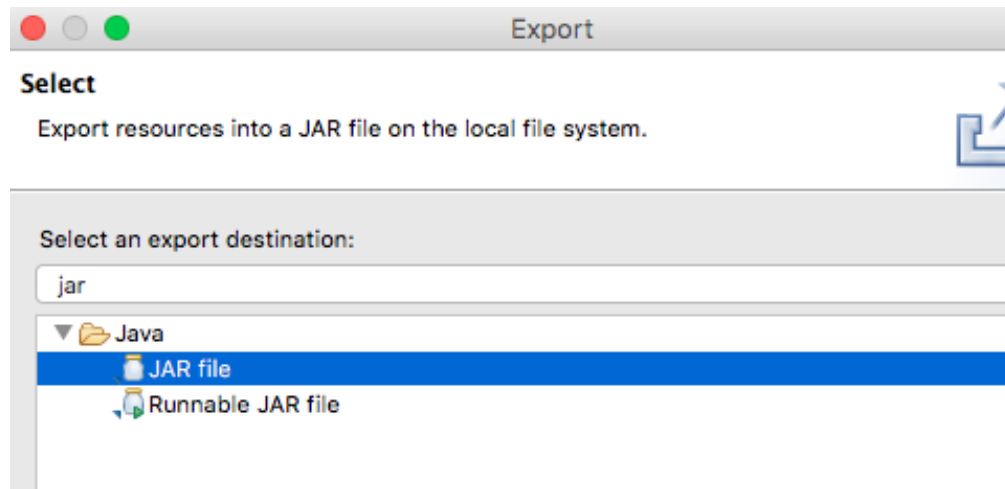 Export
Select
Export resources into a JAR file on the local file system.
Select an export destination:
jar
Java
JAR file
Runnable JAR file